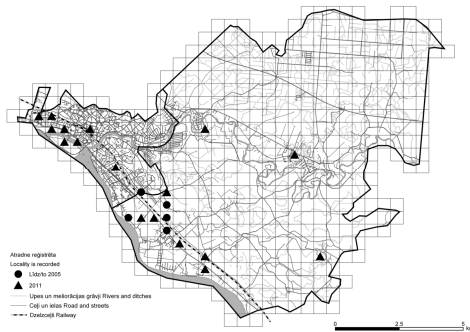 Atradne reģistrēta
Locality is recorded
Līdz/to 2005
2011
Upes un meliorācijas grāvji Rivers and ditches
Ceļi un ielas Road and streets
Dzelzceļš Railway
0 2.5 5